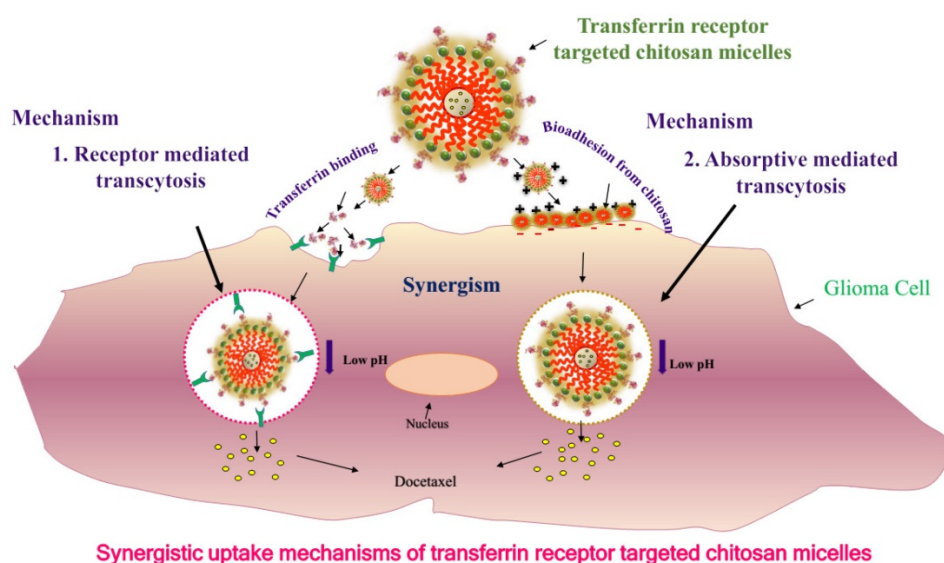 Transferrin receptor
targeted chitosan micelles
Mechanism
1. Receptor mediated
transcytosis
Transferrin binding
Bioadhesion from chitosan
Mechanism
2. Absorptive mediated
transcytosis
Synergism
Glioma Cell
Low pH
Low pH
Nucleus
Docetaxel
Synergistic uptake mechanisms of transferrin receptor targeted chitosan micelles